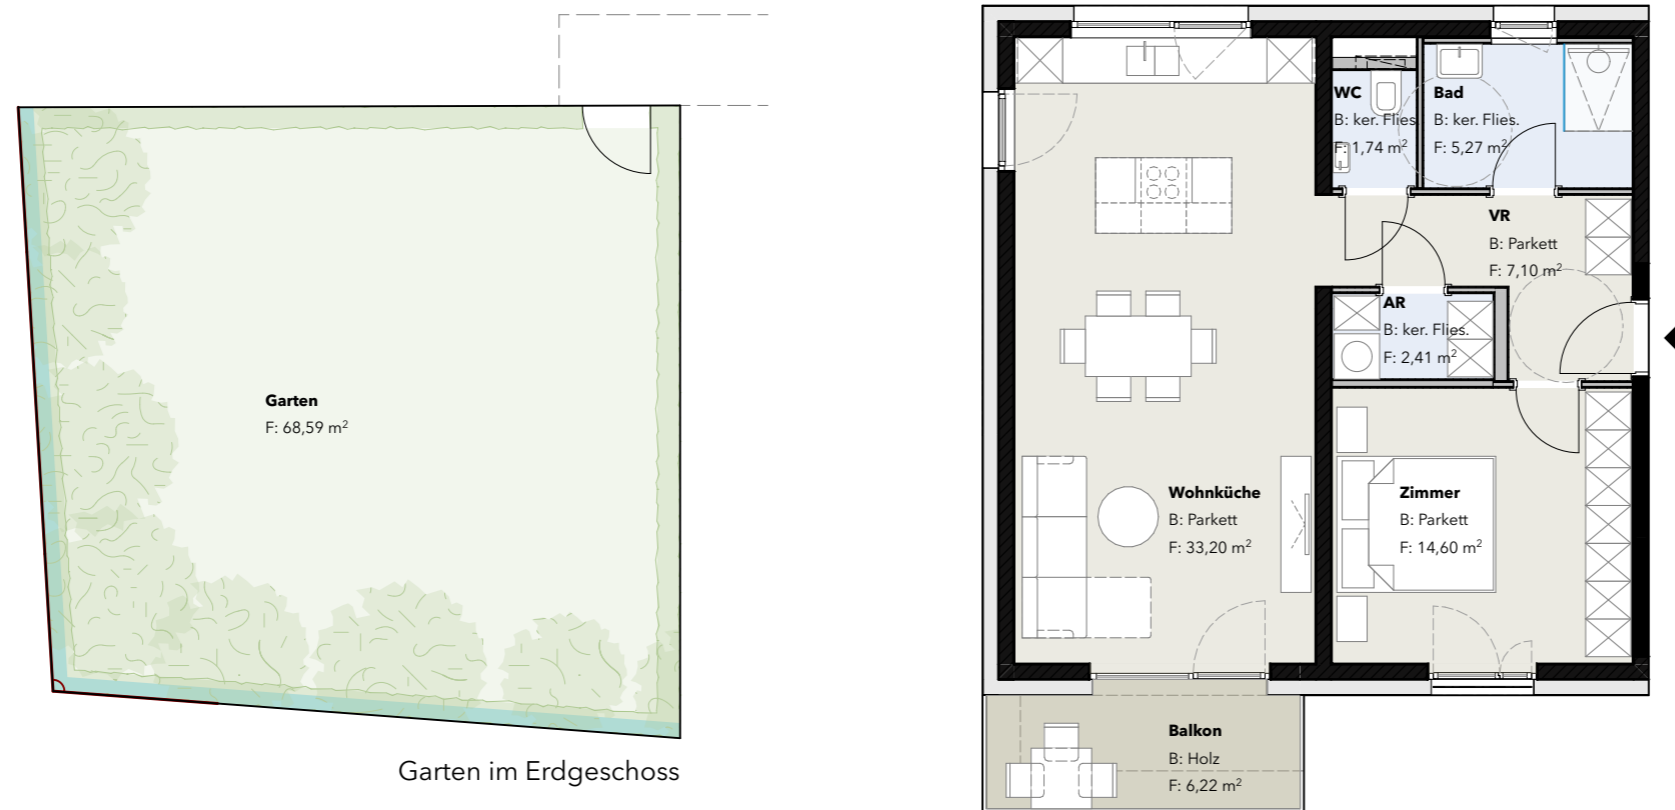 Garten
F: 68,59 m²
Garten im Erdgeschoss
WC
B: ker. Flies.
F: 1,74 m²
Bad
B: ker. Flies.
F: 5,27 m²
VR
B: Parkett
F: 7,10 m²
AR
B: ker. Flies.
F: 2,41 m²
Wohnküche
B: Parkett
F: 33,20 m²
Zimmer
B: Parkett
F: 14,60 m²
Balkon
B: Holz
F: 6,22 m²